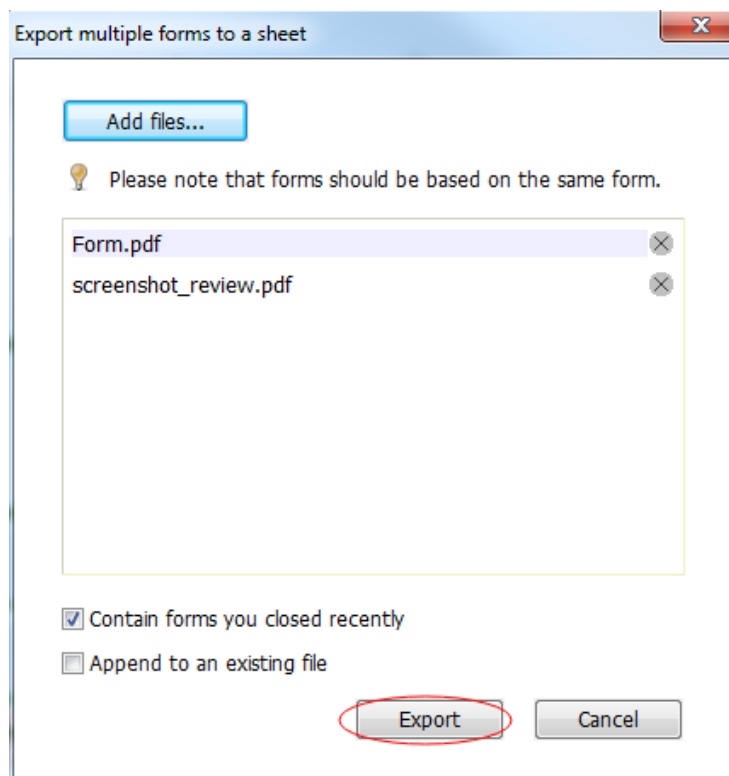 Export multiple forms to a sheet
Add files...
Please note that forms should be based on the same form.
Form.pdf
screenshot_review.pdf
Contain forms you closed recently
Append to an existing file
Export Cancel